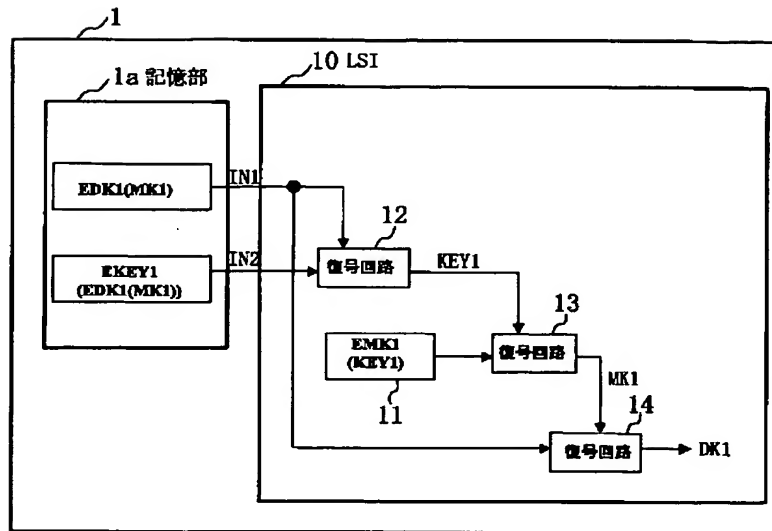 1
10 LSI
1a 記憶部
EDK1(MK1)
IN1
12
復号回路
KEY1
EKEY1
(EDK1(MK1))
IN2
13
EMK1
(KEY1)
復号回路
11
MK1
14
復号回路
DK1